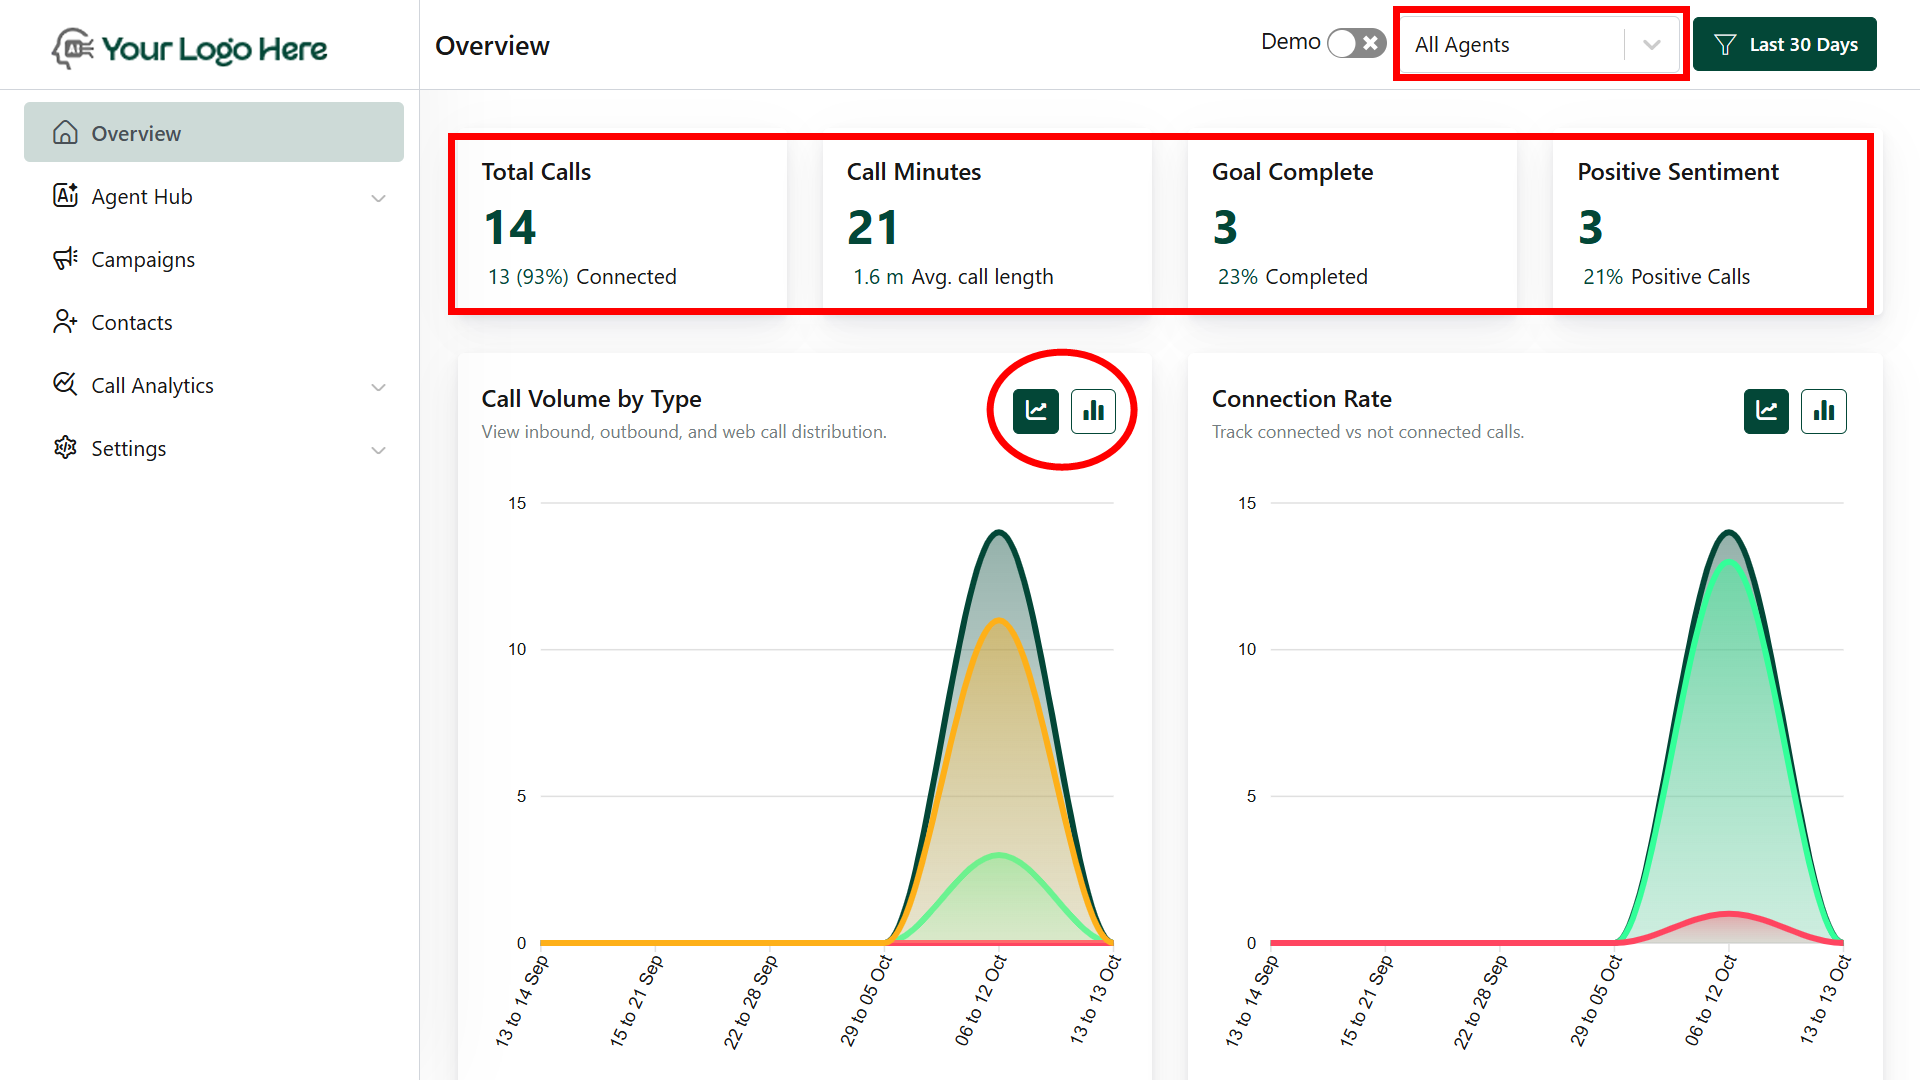 Your Logo Here
Overview
Demo
All Agents
Last 30 Days
Overview
Agent Hub
Campaigns
Contacts
Call Analytics
Settings
Total Calls
14
13 (93%) Connected
Call Minutes
21
1.6 m Avg. call length
Goal Complete
3
23% Completed
Positive Sentiment
3
21% Positive Calls
Call Volume by Type
View inbound, outbound, and web call distribution.
15
10
5
0
13 to 14 Sep
15 to 21 Sep
22 to 28 Sep
29 to 05 Oct
06 to 12 Oct
13 to 13 Oct
Connection Rate
Track connected vs not connected calls.
15
10
5
0
13 to 14 Sep
15 to 21 Sep
22 to 28 Sep
29 to 05 Oct
06 to 12 Oct
13 to 13 Oct